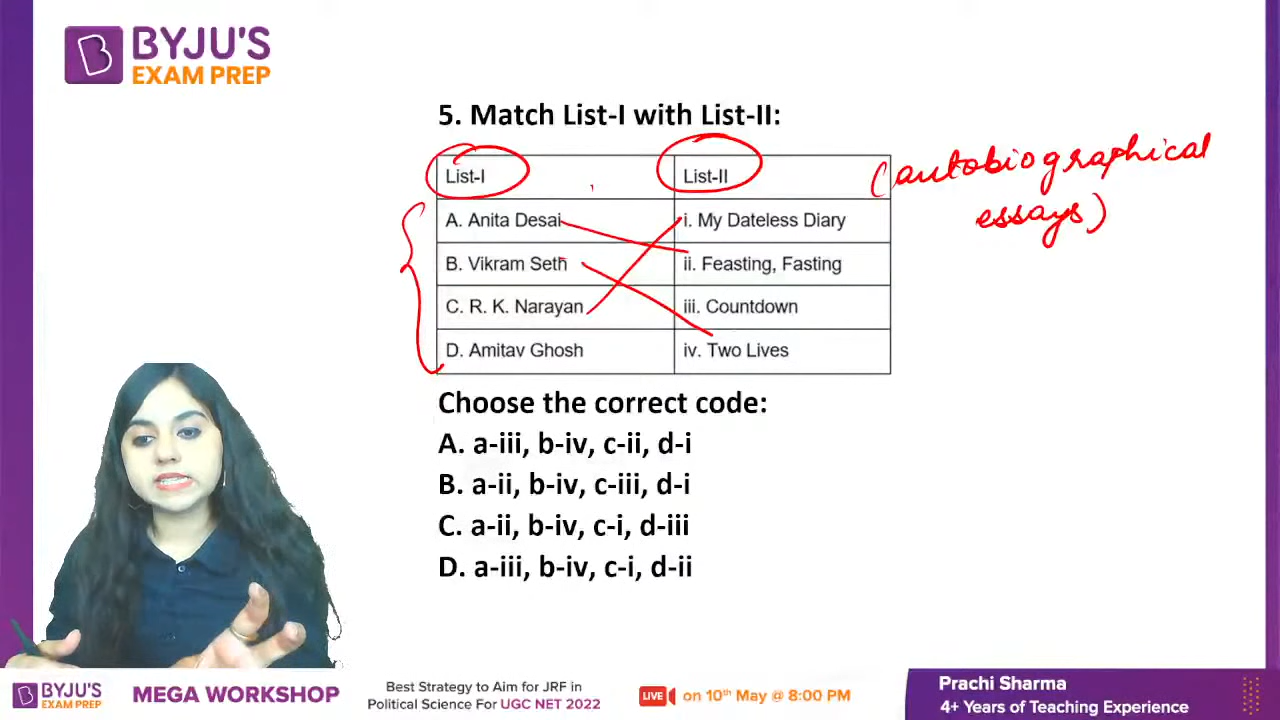 BYJU'S
EXAM PREP
5. Match List-I with List-II:
List-I List-II
(autobiographical
essays)
A. Anita Desai i. My Dateless Diary
B. Vikram Seth ii. Feasting, Fasting
C. R. K. Narayan iii. Countdown
D. Amitav Ghosh iv. Two Lives
Choose the correct code:
A. a-iii, b-iv, c-ii, d-i
B. a-ii, b-iv, c-iii, d-i
C. a-ii, b-iv, c-i, d-iii
D. a-iii, b-iv, c-i, d-ii
BYJU'S
EXAM PREP
MEGA WORKSHOP
Best Strategy to Aim for JRF in
Political Science For UGC NET 2022
LIVE on 10th May @ 8:00 PM
Prachi Sharma
4+ Years of Teaching Experience